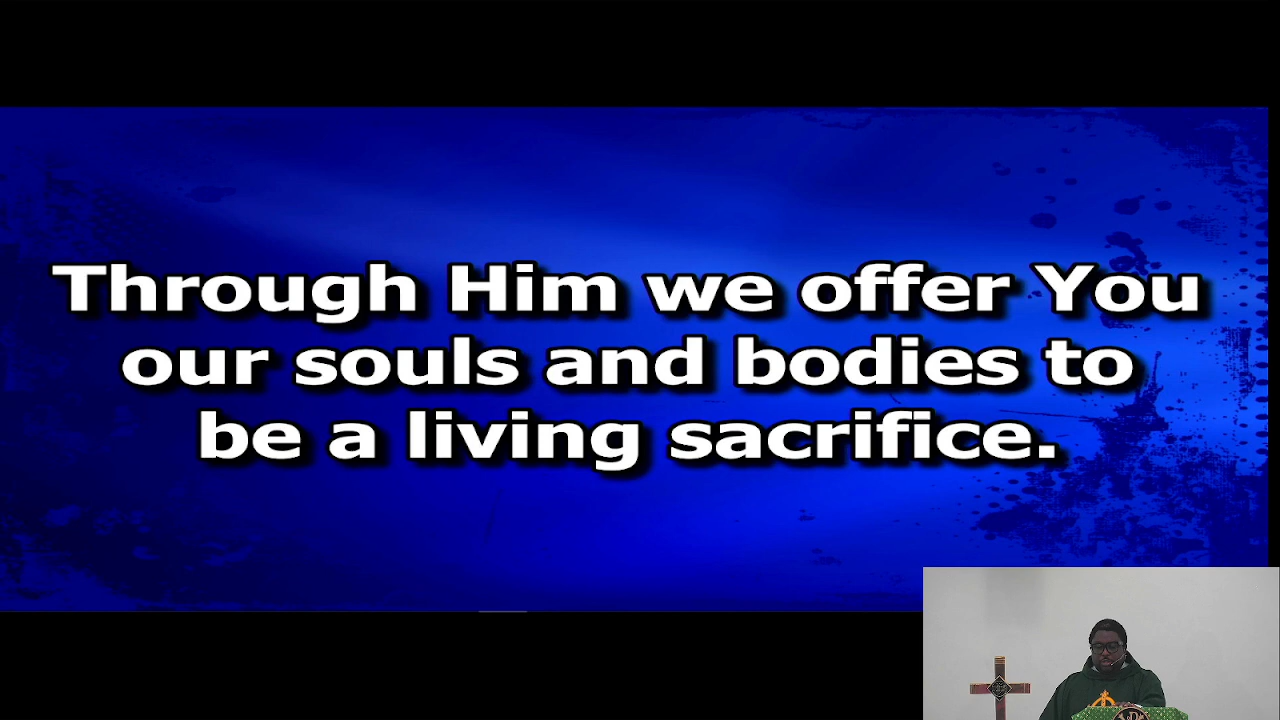 Through Him we offer You
our souls and bodies to
be a living sacrifice.